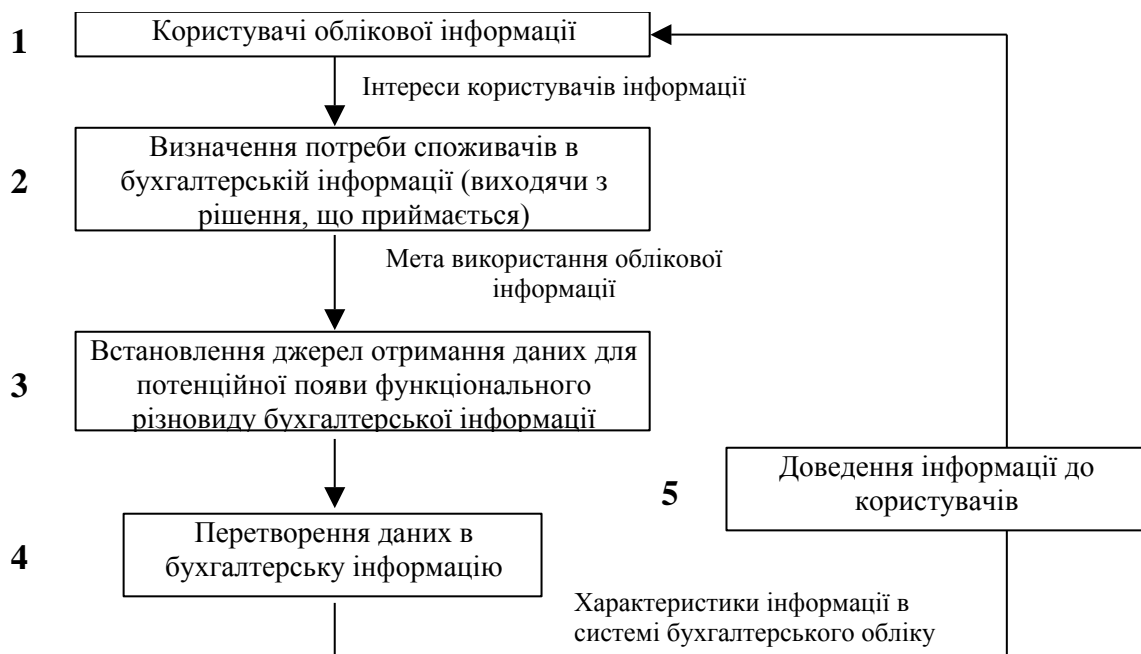 1
Користувачі облікової інформації
Інтереси користувачів інформації
2
Визначення потреби споживачів в
бухгалтерській інформації (виходячи з
рішення, що приймається)
Мета використання облікової
інформації
3
Встановлення джерел отримання даних для
потенційної появи функціонального
різновиду бухгалтерської інформації
4
Перетворення даних в
бухгалтерську інформацію
5
Доведення інформації до
користувачів
Характеристики інформації в
системі бухгалтерського обліку